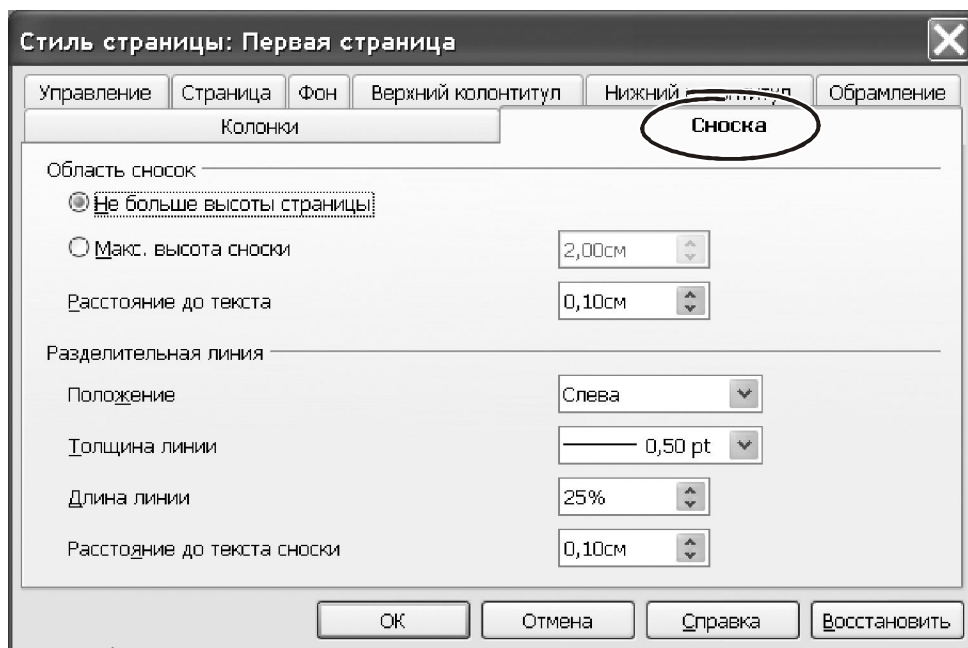 Стиль страницы: Первая страница
Управление Страница Фон Верхний колонтитул Нижний колонтитул Обрамление
Колонки Сноска
Область сносок
Не больше высоты страницы
Макс. высота сноски 2,00см
Расстояние до текста 0,10см
Разделительная линия
Положение Слева
Толщина линии 0,50 pt
Длина линии 25%
Расстояние до текста сноски 0,10см
ОК Отмена Справка Восстановить